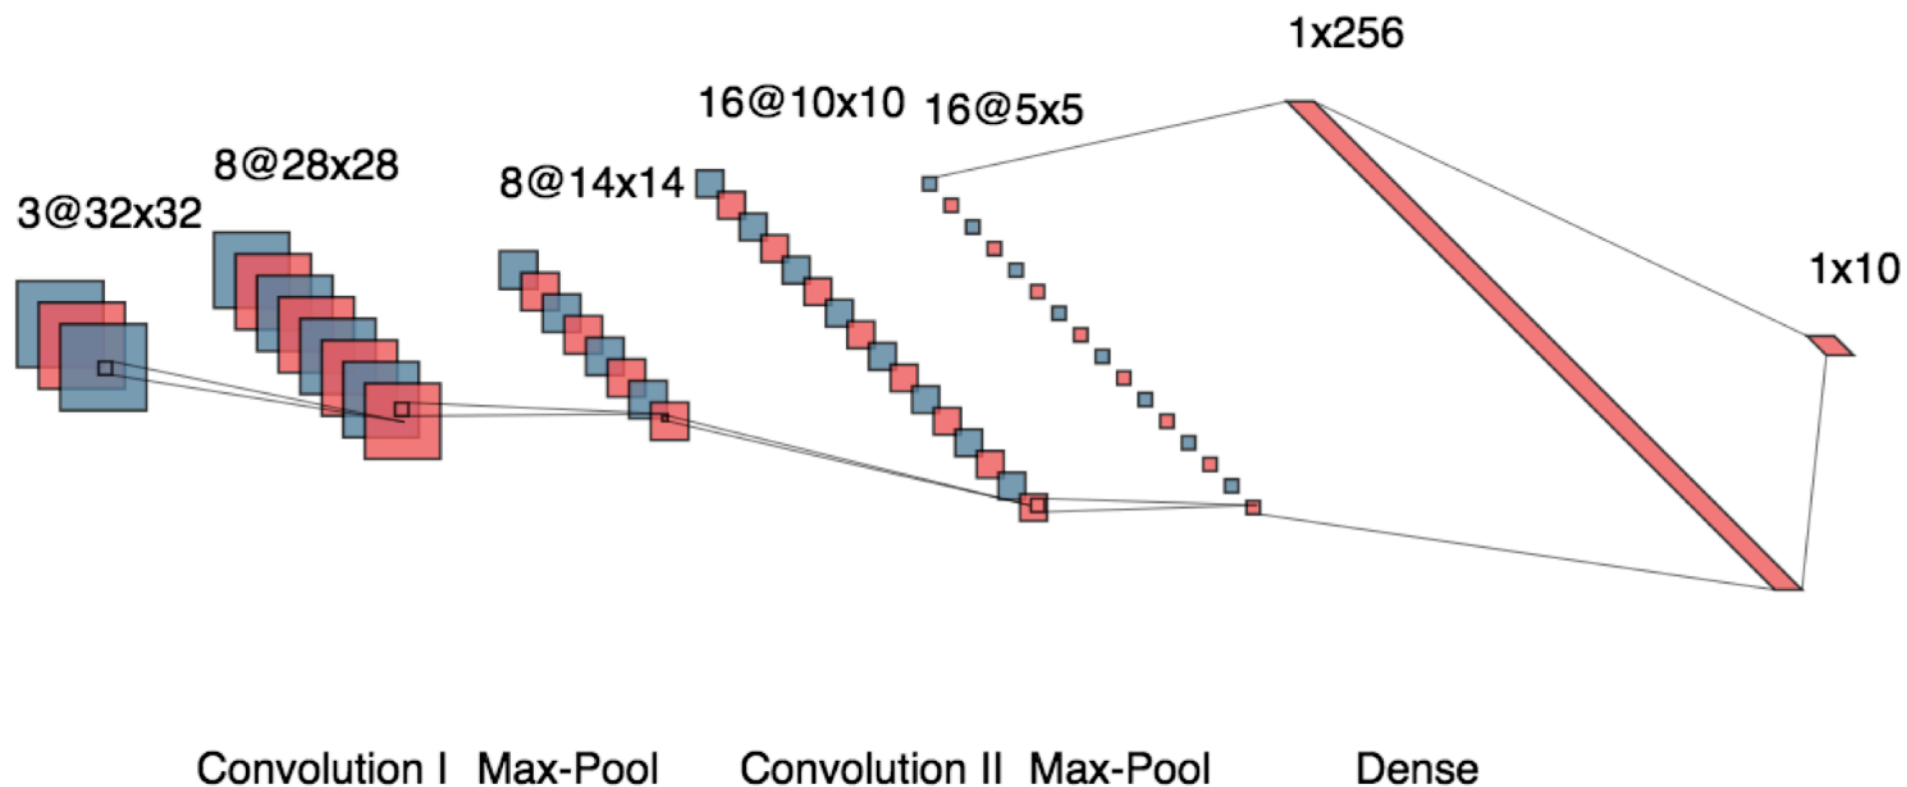 3@32x32
8@28x28
8@14x14
16@10x10
16@5x5
1x256
1x10
Convolution I
Max-Pool
Convolution II
Max-Pool
Dense